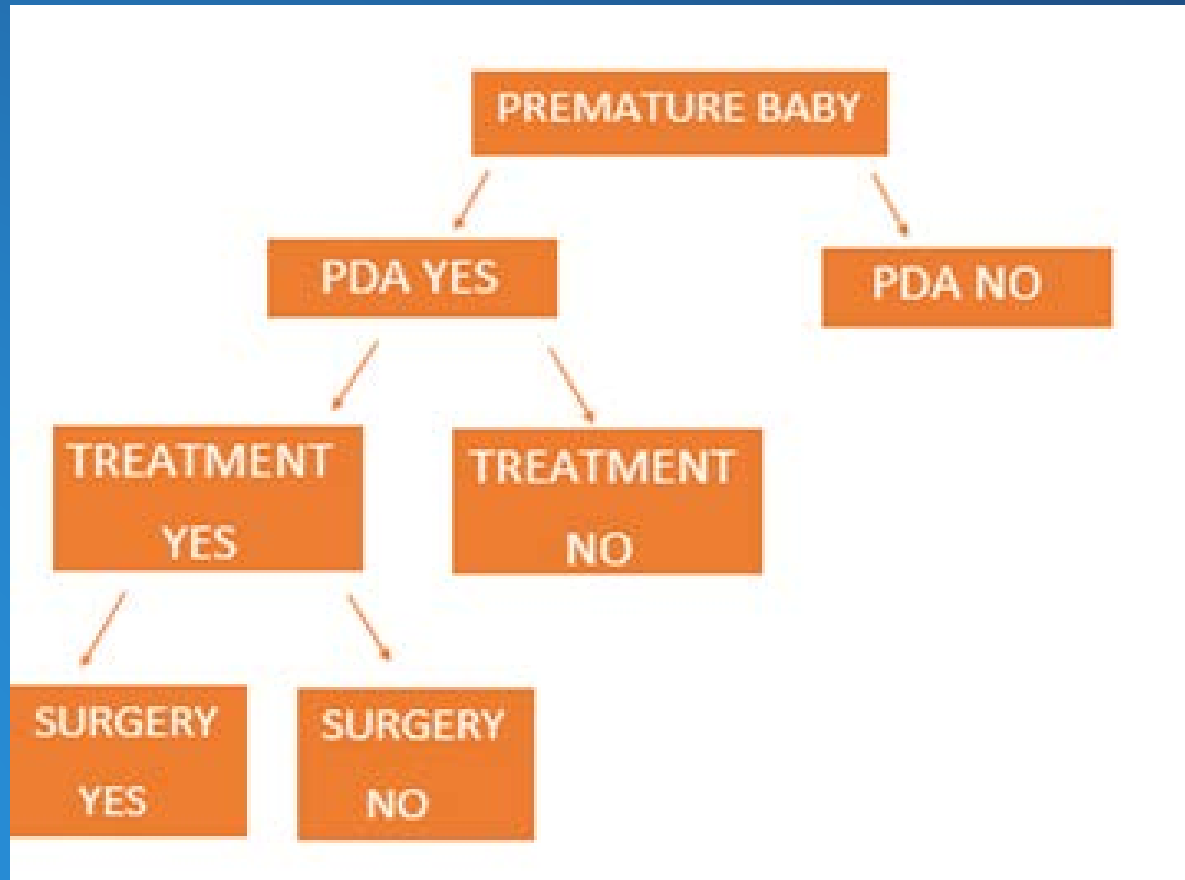 PREMATURE BABY
PDA YES
PDA NO
TREATMENT
YES
TREATMENT
NO
SURGERY
YES
SURGERY
NO